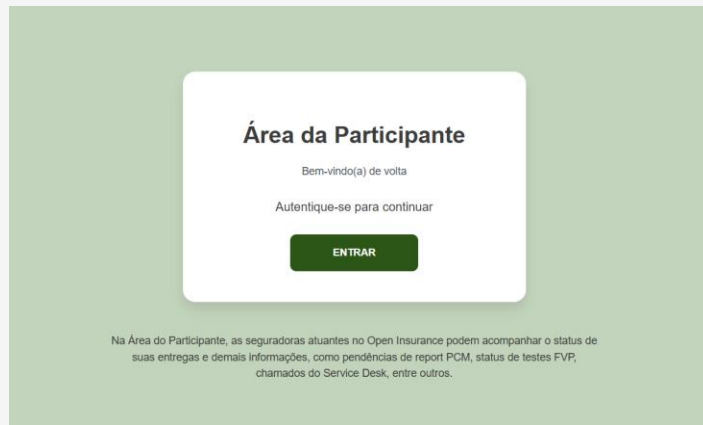 Área da Participante
Bem-vindo(a) de volta
Autentique-se para continuar
ENTRAR
Na Área do Participante, as seguradoras atuantes no Open Insurance podem acompanhar o status de
suas entregas e demais informações, como pendências de report PCM, status de testes FVP,
chamados do Service Desk, entre outros.